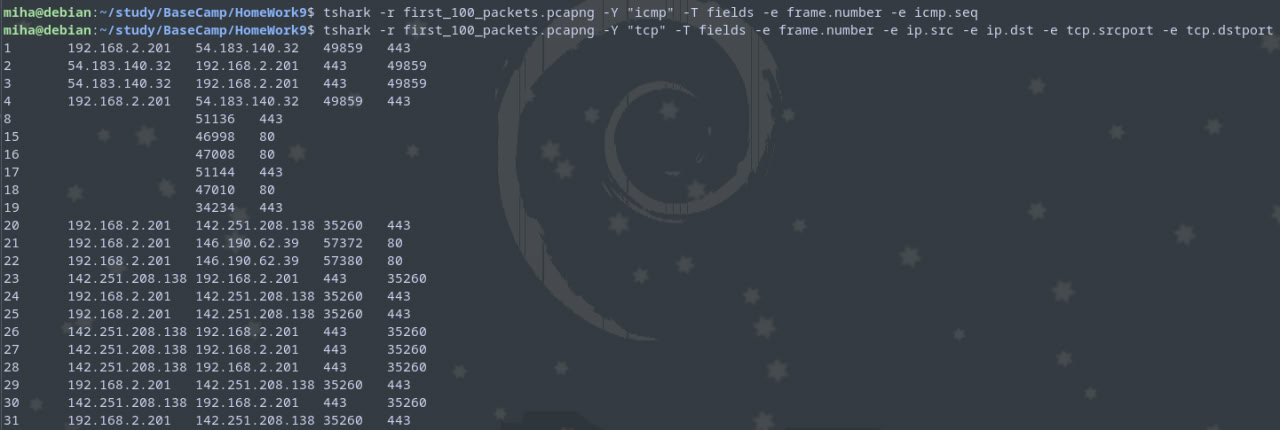 miha@debian:~/study/BaseCamp/HomeWork9$ tshark -r first_100_packets.pcapng -Y "icmp" -T fields -e frame.number -e icmp.seq
miha@debian:~/study/BaseCamp/HomeWork9$ tshark -r first_100_packets.pcapng -Y "tcp" -T fields -e frame.number -e ip.src -e ip.dst -e tcp.srcport -e tcp.dstport
1 192.168.2.201 54.183.140.32 49859 443
2 54.183.140.32 192.168.2.201 443 49859
3 54.183.140.32 192.168.2.201 443 49859
4 192.168.2.201 54.183.140.32 49859 443
8 51136 443
15 46998 80
16 47008 80
17 51144 443
18 47010 80
19 34234 443
20 192.168.2.201 142.251.208.138 35260 443
21 192.168.2.201 146.190.62.39 57372 80
22 192.168.2.201 146.190.62.39 57380 80
23 142.251.208.138 192.168.2.201 443 35260
24 192.168.2.201 142.251.208.138 35260 443
25 192.168.2.201 142.251.208.138 35260 443
26 142.251.208.138 192.168.2.201 443 35260
27 142.251.208.138 192.168.2.201 443 35260
28 142.251.208.138 192.168.2.201 443 35260
29 192.168.2.201 142.251.208.138 35260 443
30 142.251.208.138 192.168.2.201 443 35260
31 192.168.2.201 142.251.208.138 35260 443